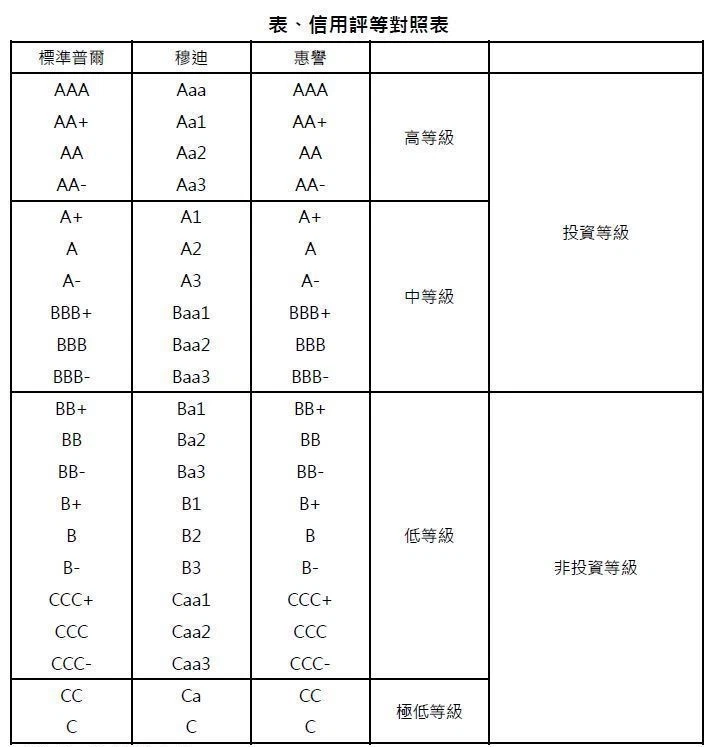 表、信用評等對照表
標準普爾 穆迪 惠譽
AAA Aaa AAA
AA+ Aa1 AA+
高等級
AA Aa2 AA
AA- Aa3 AA-
A+ A1 A+
投資等級
A A2 A
A- A3 A-
中等級
BBB+ Baa1 BBB+
BBB Baa2 BBB
BBB- Baa3 BBB-
BB+ Ba1 BB+
BB Ba2 BB
BB- Ba3 BB-
B+ B1 B+
B B2 B 低等級
B- B3 B- 非投資等級
CCC+ Caa1 CCC+
CCC Caa2 CCC
CCC- Caa3 CCC-
CC Ca CC
極低等級
C C C